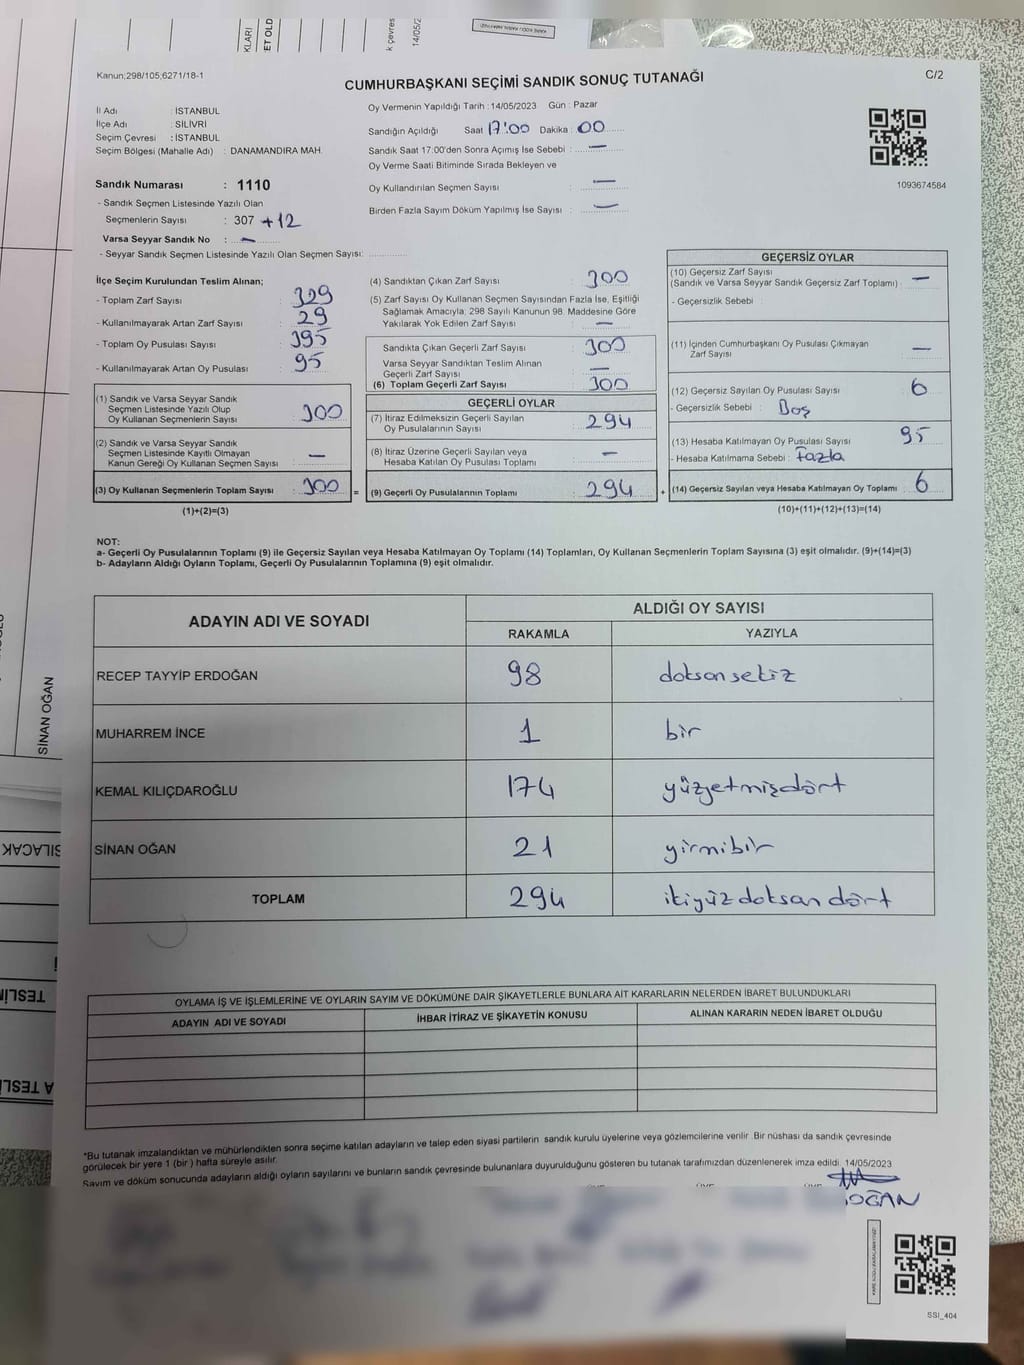 KLARI
ET OLD
k çevres
14/05/2
Kanun;298/105;6271/18-1
CUMHURBAŞKANI SEÇİMİ SANDIK SONUÇ TUTANAĞI
C/2
İl Adı : İSTANBUL
İlçe Adı : SİLİVRİ
Seçim Çevresi : İSTANBUL
Seçim Bölgesi (Mahalle Adı) : DANAMANDIRA MAH.
Oy Vermenin Yapıldığı Tarih : 14/05/2023 Gün : Pazar
Sandığın Açıldığı Saat 17:00 Dakika : 00
Sandık Saat 17:00'den Sonra Açımış İse Sebebi : —
Oy Verme Saati Bitiminde Sırada Bekleyen ve
Oy Kullandırılan Seçmen Sayısı : —
Birden Fazla Sayım Döküm Yapılmış İse Sayısı : —
1093674584
Sandık Numarası : 1110
- Sandık Seçmen Listesinde Yazılı Olan
Seçmenlerin Sayısı : 307 +12
Varsa Seyyar Sandık No : —
- Seyyar Sandık Seçmen Listesinde Yazılı Olan Seçmen Sayısı:
İlçe Seçim Kurulundan Teslim Alınan;
- Toplam Zarf Sayısı : 329
- Kullanılmayarak Artan Zarf Sayısı : 29
- Toplam Oy Pusulası Sayısı : 395
- Kullanılmayarak Artan Oy Pusulası : 95
(1) Sandık ve Varsa Seyyar Sandık
Seçmen Listesinde Yazılı Olup
Oy Kullanan Seçmenlerin Sayısı : 300
(2) Sandık ve Varsa Seyyar Sandık
Seçmen Listesinde Kayıtlı Olmayan
Kanun Gereği Oy Kullanan Seçmen Sayısı : —
(3) Oy Kullanan Seçmenlerin Toplam Sayısı : 300 =
(1)+(2)=(3)
(4) Sandıktan Çıkan Zarf Sayısı : 300
(5) Zarf Sayısı Oy Kullanan Seçmen Sayısından Fazla İse, Eşitliği
Sağlamak Amacıyla; 298 Sayılı Kanunun 98. Maddesine Göre
Yakılarak Yok Edilen Zarf Sayısı : —
Sandıkta Çıkan Geçerli Zarf Sayısı : 300
Varsa Seyyar Sandıktan Teslim Alınan
Geçerli Zarf Sayısı : —
(6) Toplam Geçerli Zarf Sayısı : 300
GEÇERLİ OYLAR
(7) İtiraz Edilmeksizin Geçerli Sayılan
Oy Pusulalarının Sayısı : 294
(8) İtiraz Üzerine Geçerli Sayılan veya
Hesaba Katılan Oy Pusulası Toplamı : —
(9) Geçerli Oy Pusulalarının Toplamı : 294 +
GEÇERSİZ OYLAR
(10) Geçersiz Zarf Sayısı
(Sandık ve Varsa Seyyar Sandık Geçersiz Zarf Toplamı) : —
- Geçersizlik Sebebi :
(11) İçinden Cumhurbaşkanı Oy Pusulası Çıkmayan
Zarf Sayısı : —
(12) Geçersiz Sayılan Oy Pusulası Sayısı : 6
- Geçersizlik Sebebi : Boş
(13) Hesaba Katılmayan Oy Pusulası Sayısı : 95
- Hesaba Katılmama Sebebi : Fazla
(14) Geçersiz Sayılan veya Hesaba Katılmayan Oy Toplamı : 6
(10)+(11)+(12)+(13)=(14)
NOT:
a- Geçerli Oy Pusulalarının Toplamı (9) ile Geçersiz Sayılan veya Hesaba Katılmayan Oy Toplamı (14) Toplamları, Oy Kullanan Seçmenlerin Toplam Sayısına (3) eşit olmalıdır. (9)+(14)=(3)
b- Adayların Aldığı Oyların Toplamı, Geçerli Oy Pusulalarının Toplamına (9) eşit olmalıdır.
ADAYIN ADI VE SOYADI
ALDIĞI OY SAYISI
RAKAMLA YAZIYLA
RECEP TAYYİP ERDOĞAN 98 doksansekiz
MUHARREM İNCE 1 bir
KEMAL KILIÇDAROĞLU 174 yüzyetmişdört
SİNAN OĞAN 21 yirmibir
TOPLAM 294 ikiyüzdoksandört
OYLAMA İŞ VE İŞLEMLERİNE VE OYLARIN SAYIM VE DÖKÜMÜNE DAİR ŞİKAYETLERLE BUNLARA AİT KARARLARIN NELERDEN İBARET BULUNDUKLARI
ADAYIN ADI VE SOYADI İHBAR İTİRAZ VE ŞİKAYETİN KONUSU ALINAN KARARIN NEDEN İBARET OLDUĞU
*Bu tutanak imzalandıktan ve mühürlendikten sonra seçime katılan adayların ve talep eden siyasi partilerin sandık kurulu üyelerine veya gözlemcilerine verilir. Bir nüshası da sandık çevresinde
görülecek bir yere 1 (bir) hafta süreyle asılır.
Sayım ve döküm sonucunda adayların aldığı oyların sayılarını ve bunların sandık çevresinde bulunanlara duyurulduğunu gösteren bu tutanak tarafımızdan düzenlenerek imza edildi. 14/05/2023
OĞAN
SSI_404
SİNAN OĞAN
SILACAK
TESLİN
A TESLİ